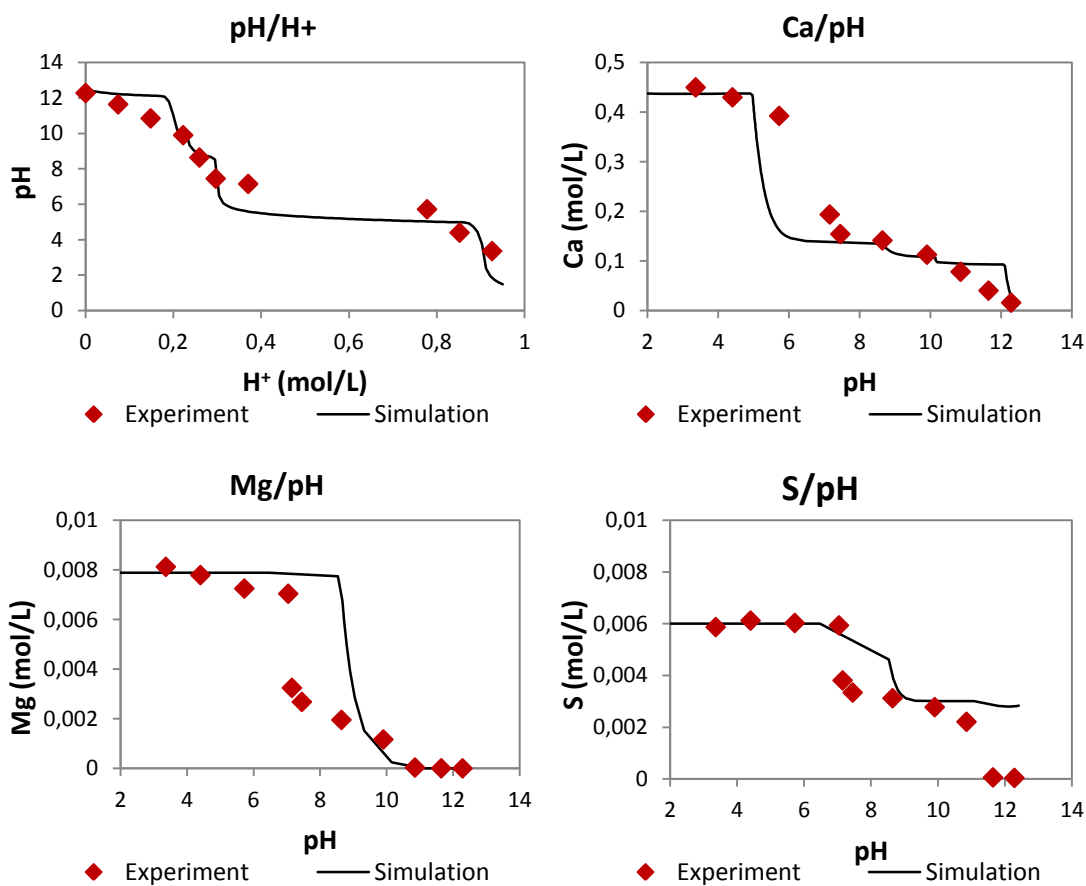 pH/H+
14
12
10
8
6
4
2
0
pH
0 0,2 0,4 0,6 0,8 1
H⁺ (mol/L)
Experiment Simulation
Ca/pH
0,5
0,4
0,3
0,2
0,1
0
Ca (mol/L)
2 4 6 8 10 12 14
pH
Experiment Simulation
Mg/pH
0,01
0,008
0,006
0,004
0,002
0
Mg (mol/L)
2 4 6 8 10 12 14
pH
Experiment Simulation
S/pH
0,01
0,008
0,006
0,004
0,002
0
S (mol/L)
2 4 6 8 10 12 14
pH
Experiment Simulation